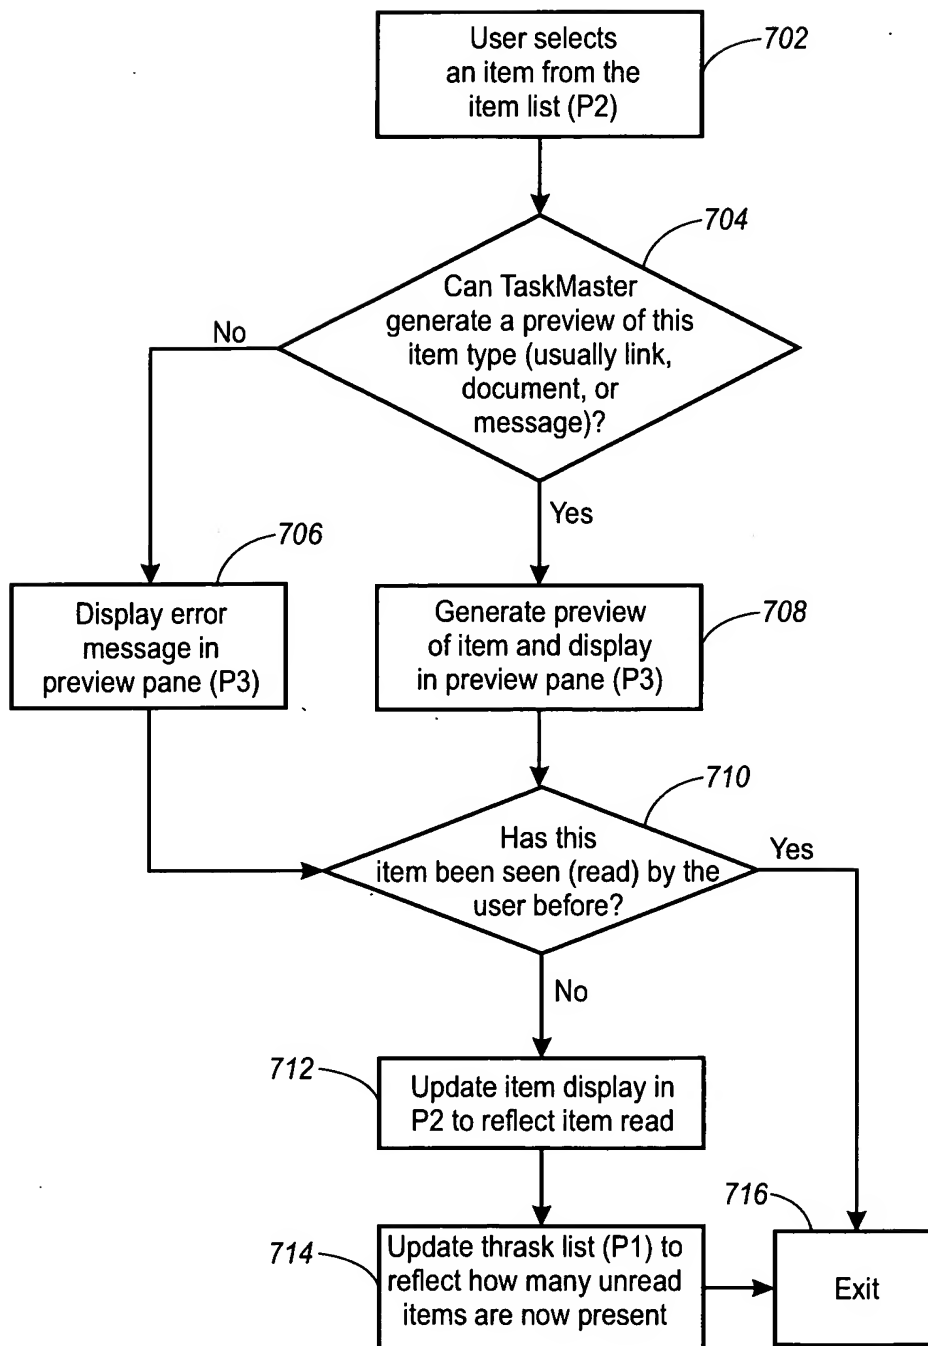 User selects
an item from the
item list (P2)
702
704
Can TaskMaster
generate a preview of this
item type (usually link,
document, or
message)?
No
Yes
706
Display error
message in
preview pane (P3)
Generate preview
of item and display
in preview pane (P3)
708
710
Has this
item been seen (read) by the
user before?
Yes
No
712
Update item display in
P2 to reflect item read
714
Update thrask list (P1) to
reflect how many unread
items are now present
716
Exit